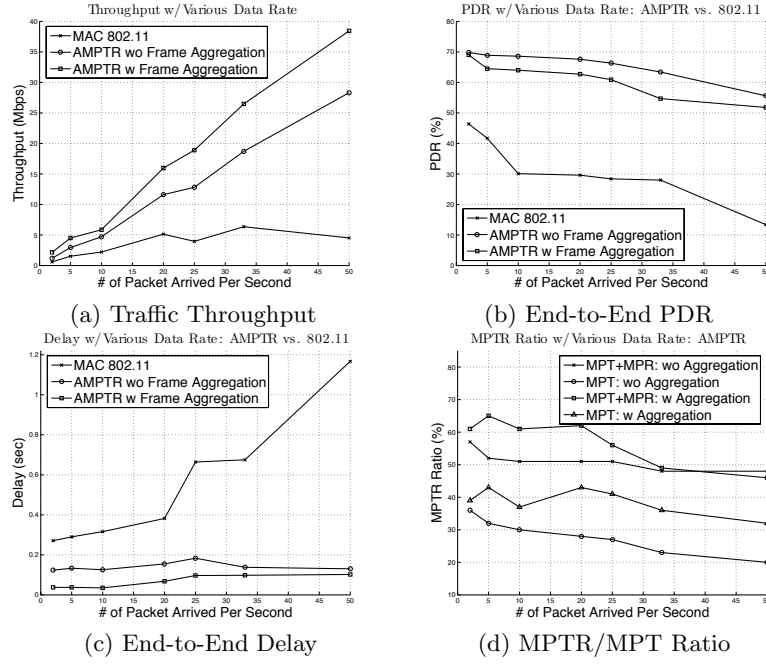 Throughput w/Various Data Rate
MAC 802.11
AMPTR wo Frame Aggregation
AMPTR w Frame Aggregation
Throughput (Mbps)
40
35
30
25
20
15
10
5
0
0 5 10 15 20 25 30 35 40 45 50
# of Packet Arrived Per Second
(a) Traffic Throughput
PDR w/Various Data Rate: AMPTR vs. 802.11
PDR (%)
80
70
60
50
40
30
20
10
0
MAC 802.11
AMPTR wo Frame Aggregation
AMPTR w Frame Aggregation
0 5 10 15 20 25 30 35 40 45 50
# of Packet Arrived Per Second
(b) End-to-End PDR
Delay w/Various Data Rate: AMPTR vs. 802.11
MAC 802.11
AMPTR wo Frame Aggregation
AMPTR w Frame Aggregation
Delay (sec)
1.2
1
0.8
0.6
0.4
0.2
0
0 5 10 15 20 25 30 35 40 45 50
# of Packet Arrived Per Second
(c) End-to-End Delay
MPTR Ratio w/Various Data Rate: AMPTR
MPT+MPR: wo Aggregation
MPT: wo Aggregation
MPT+MPR: w Aggregation
MPT: w Aggregation
MPTR Ratio (%)
80
70
60
50
40
30
20
10
0 5 10 15 20 25 30 35 40 45 50
# of Packet Arrived Per Second
(d) MPTR/MPT Ratio